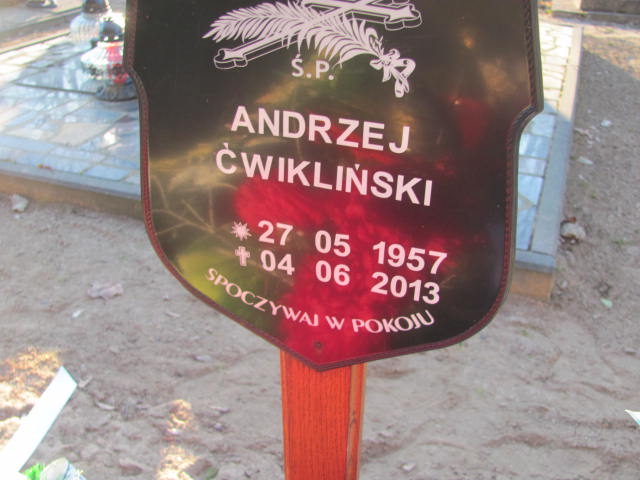 Ś.P.
ANDRZEJ
ĆWIKLIŃSKI
27 05 1957
04 06 2013
SPOCZYWAJ W POKOJU